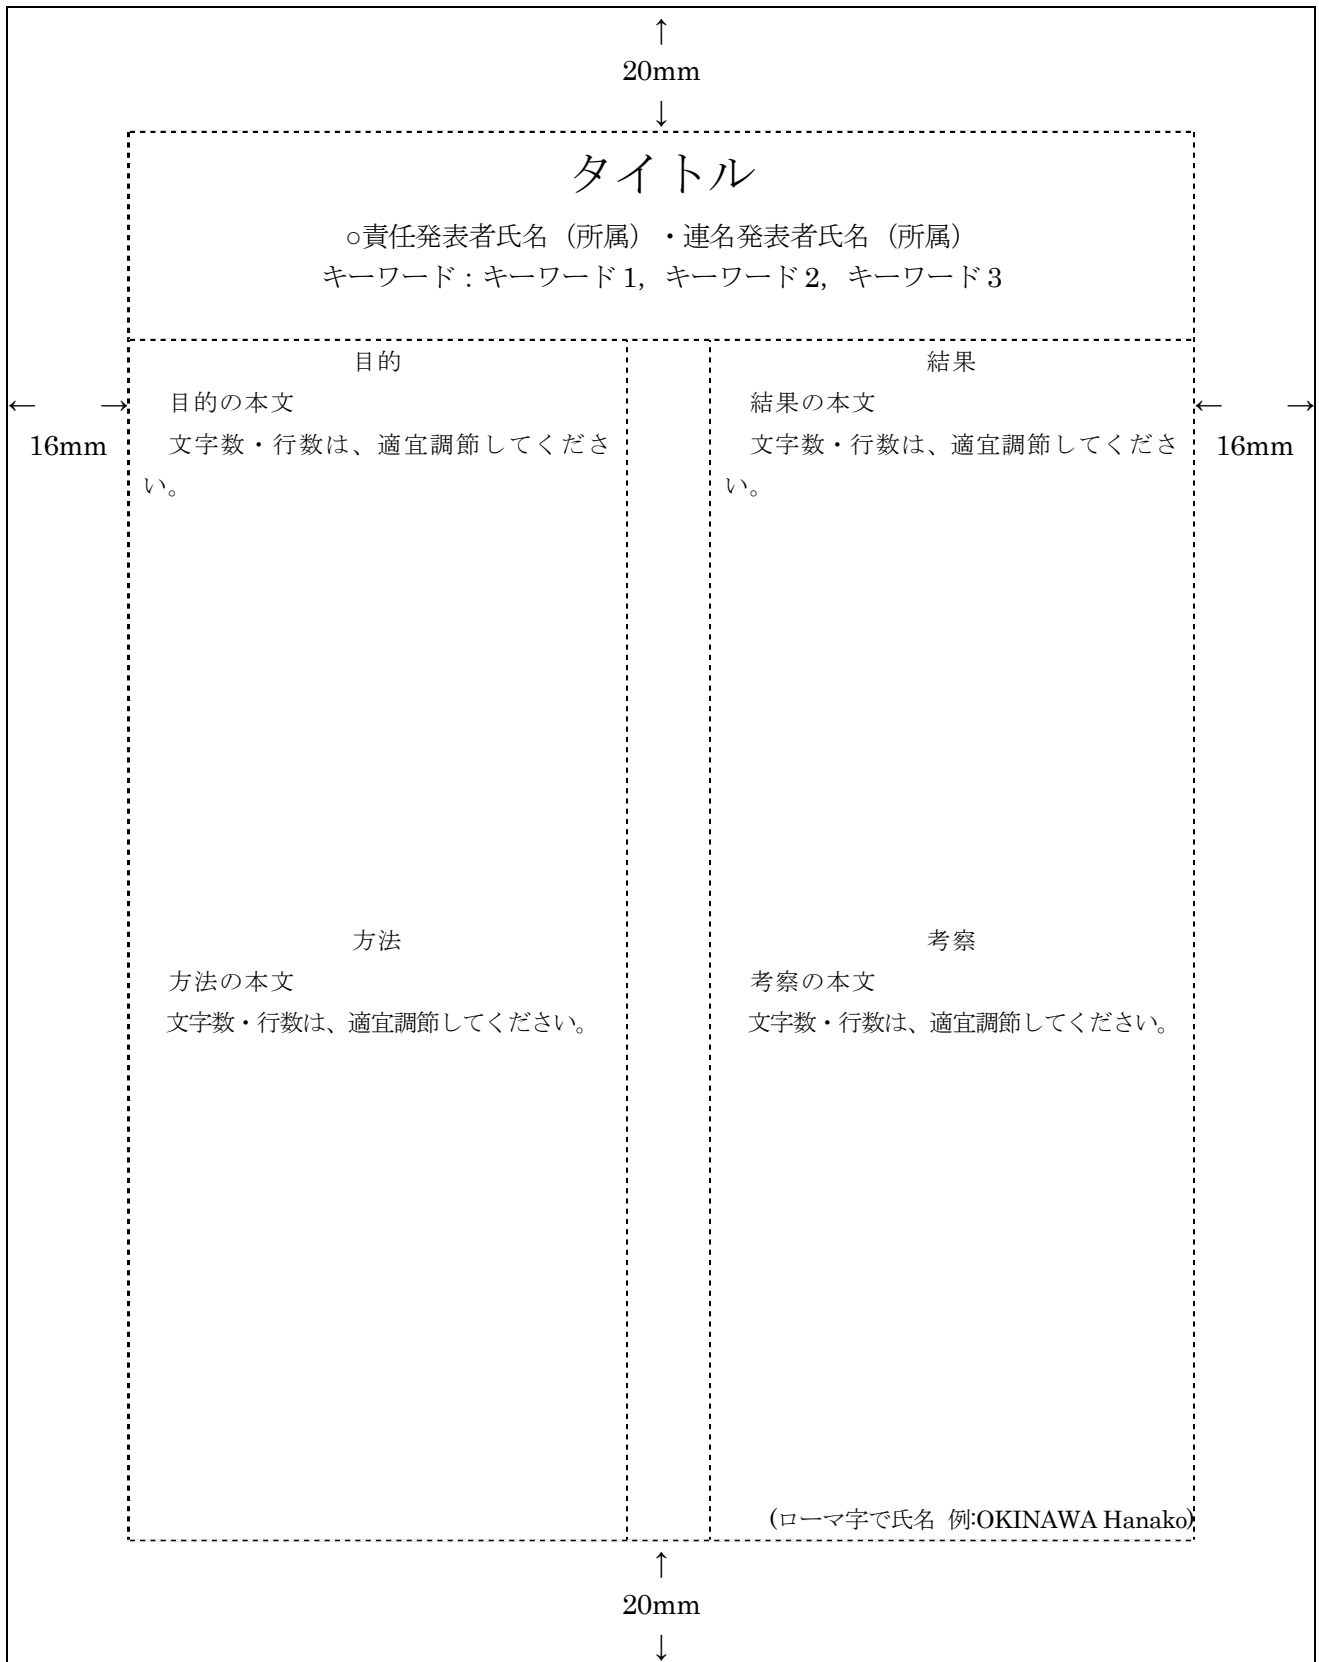 ↑
20mm
↓
タイトル
○責任発表者氏名（所属）・連名発表者氏名（所属）
キーワード：キーワード1，キーワード2，キーワード3
目的
目的の本文
文字数・行数は、適宜調節してくださ
い。
方法
方法の本文
文字数・行数は、適宜調節してください。
結果
結果の本文
文字数・行数は、適宜調節してくださ
い。
考察
考察の本文
文字数・行数は、適宜調節してください。
(ローマ字で氏名 例:OKINAWA Hanako)
← →
16mm
← →
16mm
↑
20mm
↓